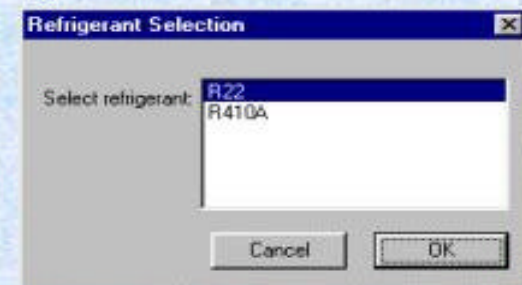 Refrigerant Selection
Select refrigerant:
R22
R410A
Cancel
OK